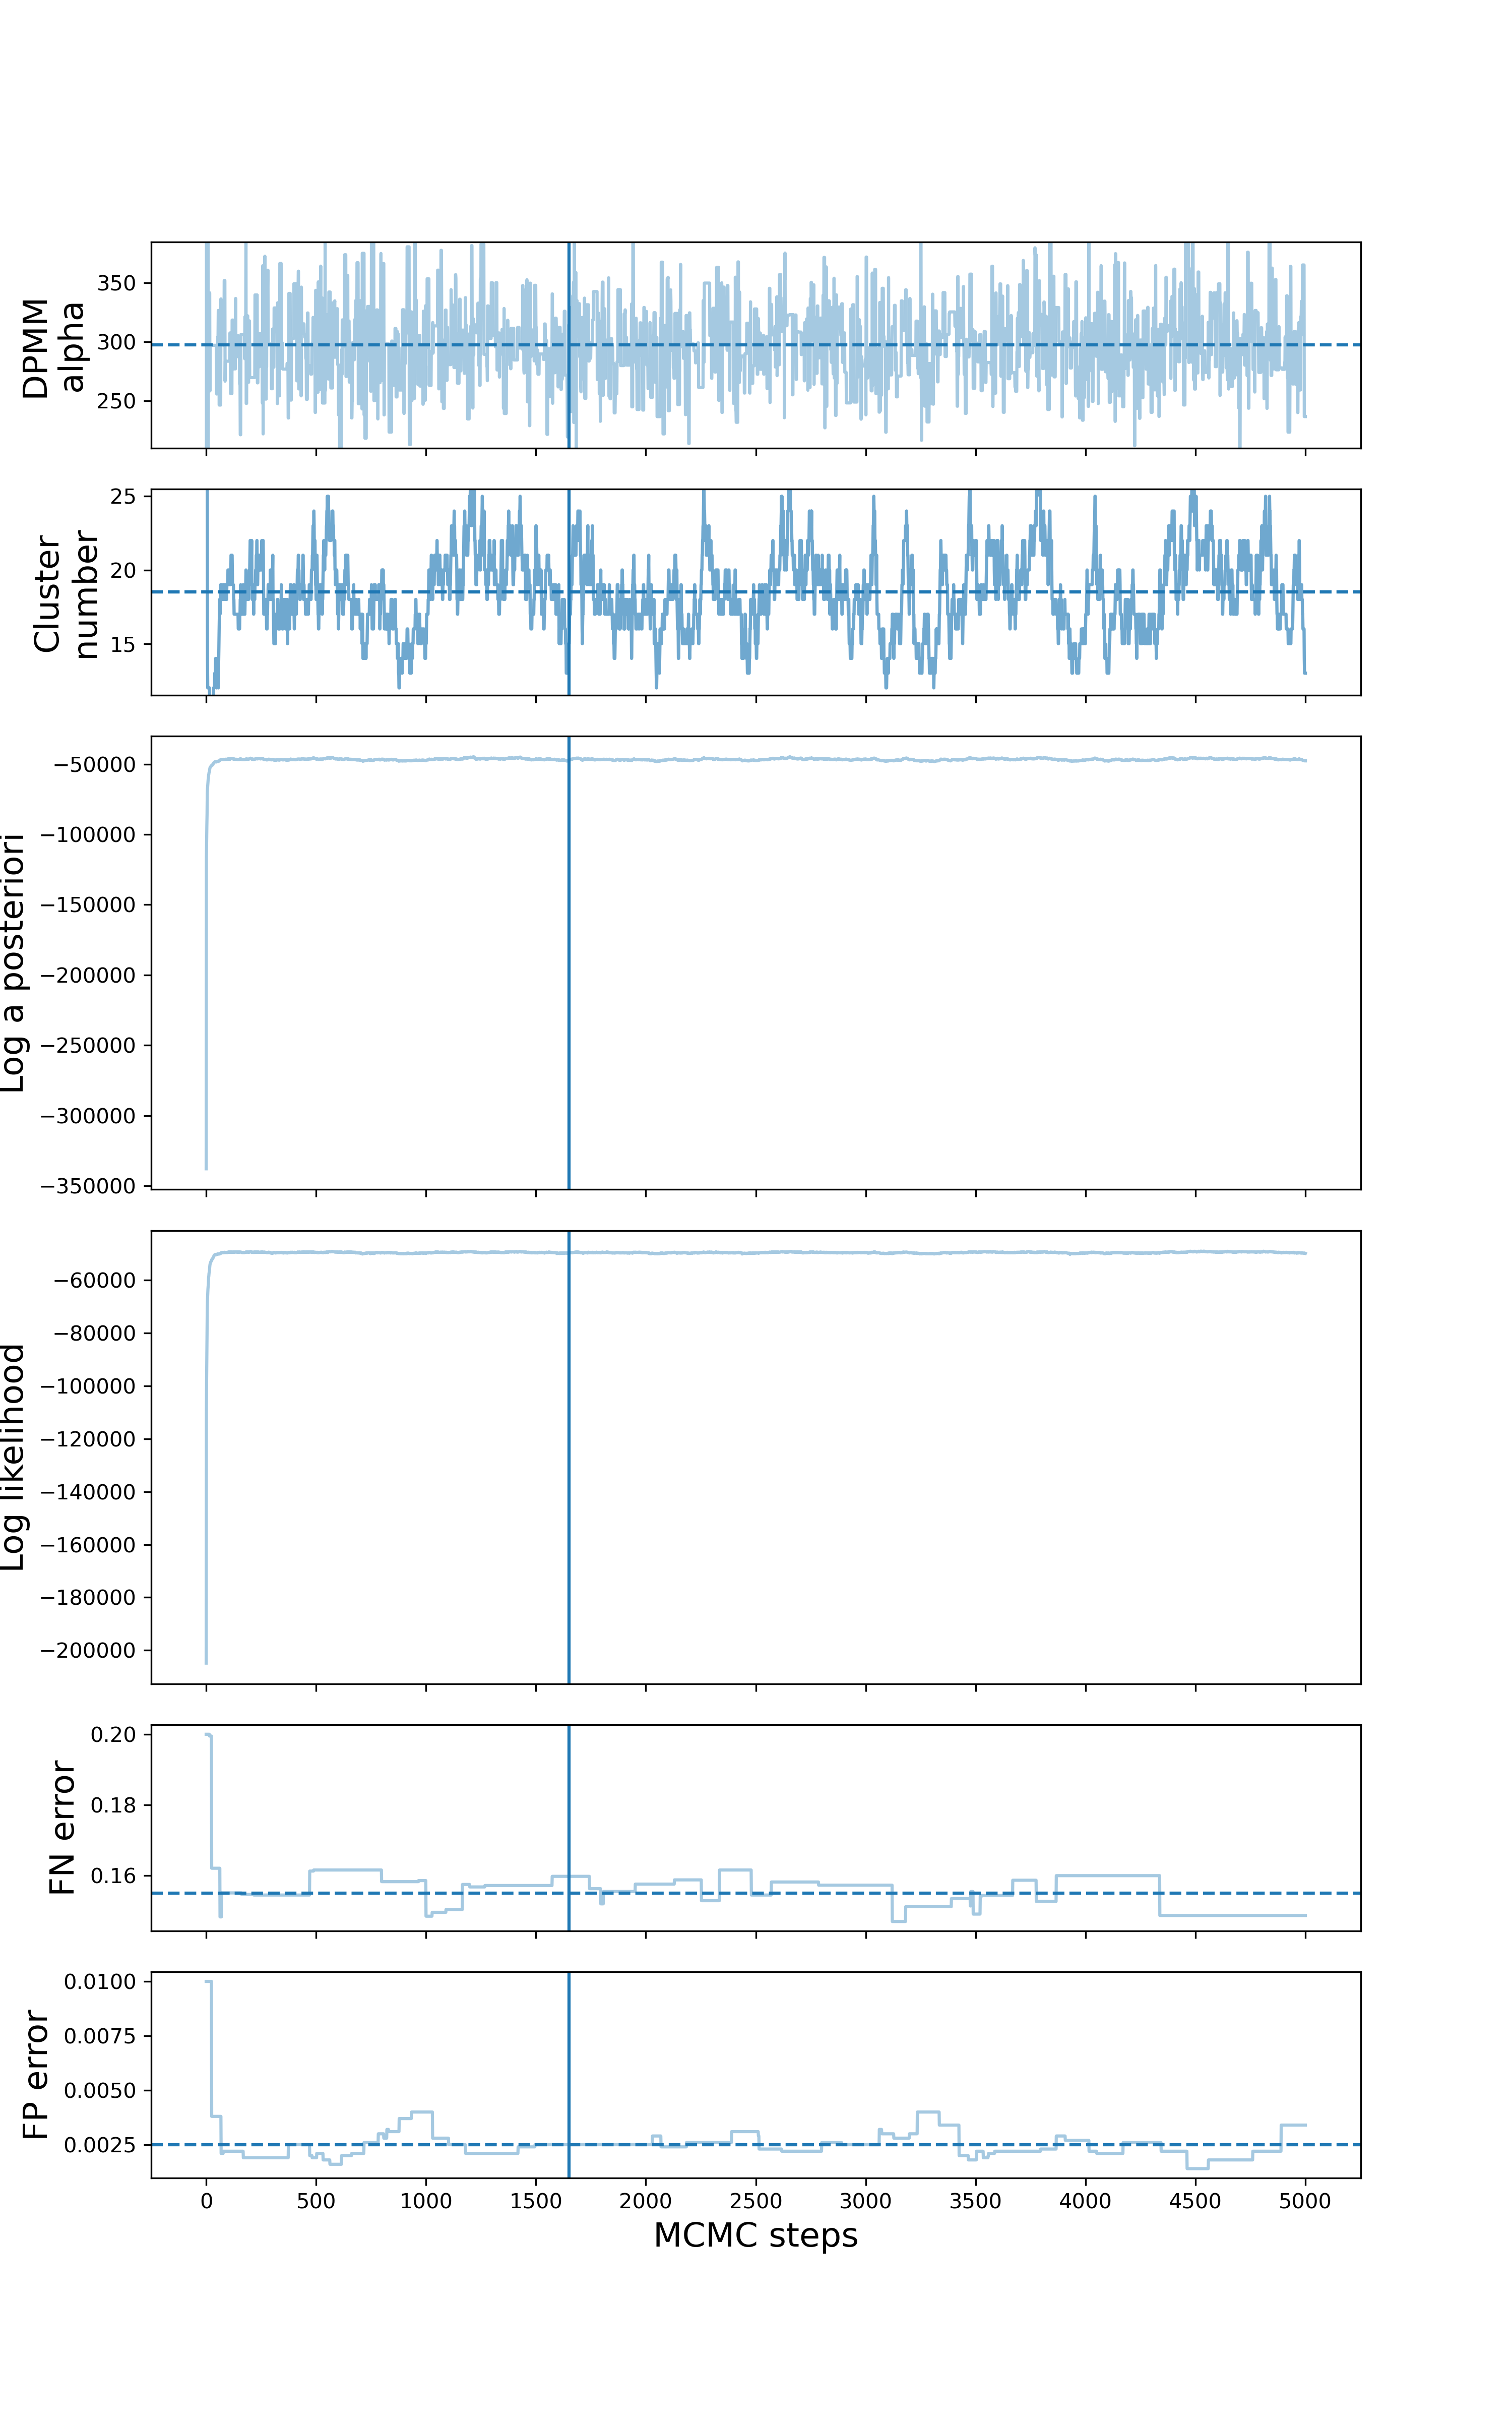 DPMM
alpha
350
300
250
Cluster
number
25
20
15
Log a posteriori
−50000
−100000
−150000
−200000
−250000
−300000
−350000
Log likelihood
−60000
−80000
−100000
−120000
−140000
−160000
−180000
−200000
FN error
0.20
0.18
0.16
FP error
0.0100
0.0075
0.0050
0.0025
0 500 1000 1500 2000 2500 3000 3500 4000 4500 5000
MCMC steps